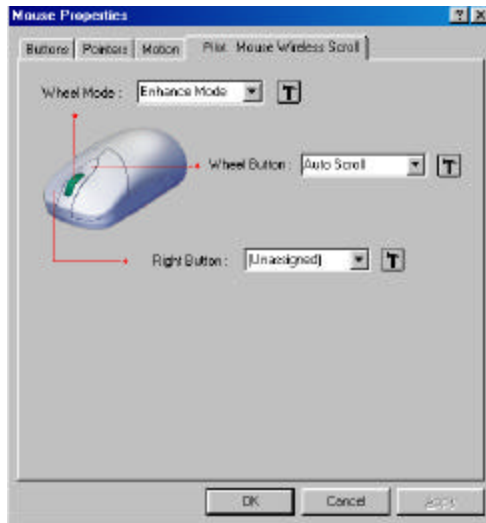 Mouse Properties
Buttons Pointers Motion Pilot Mouse Wireless Scroll
Wheel Mode : Enhance Mode T
Wheel Button : Auto Scroll T
Right Button : (Unassigned) T
OK Cancel Apply